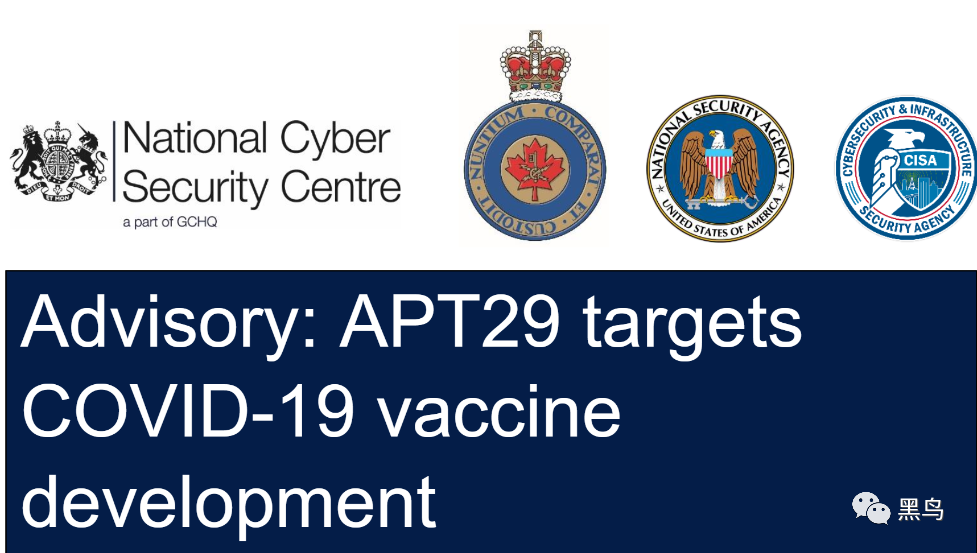 National Cyber
Security Centre
a part of GCHQ
DIEU ET MON
NUNTIUM · COMPARAT · ET · CUSTODIT
NATIONAL SECURITY AGENCY
UNITED STATES OF AMERICA
CYBERSECURITY & INFRASTRUCTURE
CISA
SECURITY AGENCY
Advisory: APT29 targets
COVID-19 vaccine
development
黑鸟